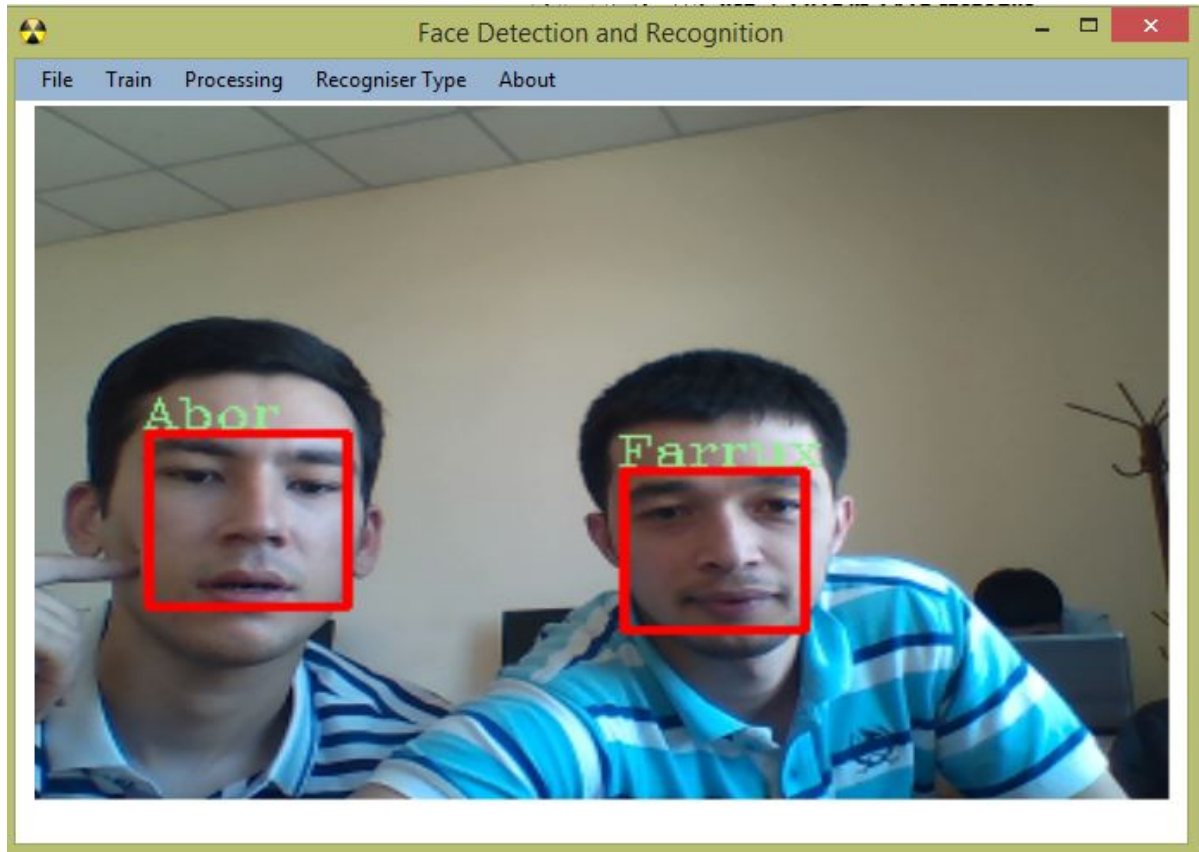 Face Detection and Recognition
File Train Processing Recogniser Type About
Abor
Farrux